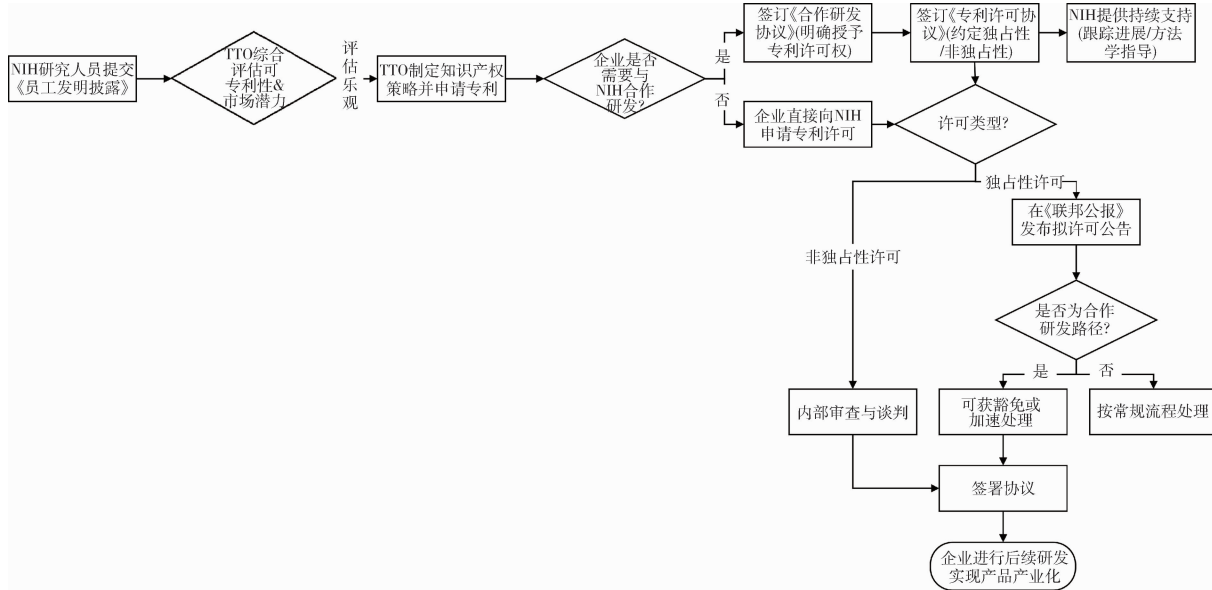 NIH研究人员提交
《员工发明披露》
TTO综合
评估可
专利性&
市场潜力
评估乐观
TTO制定知识产权
策略并申请专利
企业是否
需要与
NIH合作
研发?
是
否
签订《合作研发
协议》(明确授予
专利许可权)
签订《专利许可协
议》(约定独占性
/非独占性)
NIH提供持续支持
(跟踪进展/方法
学指导)
企业直接向NIH
申请专利许可
许可类型?
独占性许可
在《联邦公报》
发布拟许可公告
非独占性许可
是否为合作
研发路径?
是
否
内部审查与谈判
可获豁免或
加速处理
按常规流程处理
签署协议
企业进行后续研发
实现产品产业化